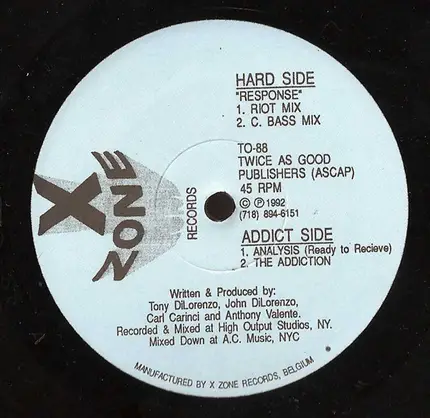 HARD SIDE
"RESPONSE"
1. RIOT MIX
2. C. BASS MIX
TO-88
TWICE AS GOOD
PUBLISHERS (ASCAP)
45 RPM
© ℗ 1992
(718) 894-6151
ADDICT SIDE
1. ANALYSIS (Ready to Recieve)
2. THE ADDICTION
X
ZONE
RECORDS
Written & Produced by:
Tony DiLorenzo, John DiLorenzo,
Carl Carinci and Anthony Valente.
Recorded & Mixed at High Output Studios, NY.
Mixed Down at A.C. Music, NYC
MANUFACTURED BY X ZONE RECORDS, BELGIUM